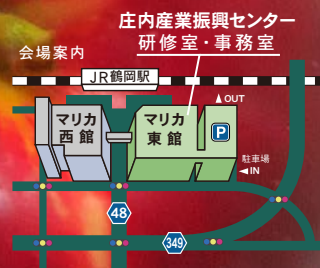 庄内産業振興センター
研修室・事務室
会場案内
JR鶴岡駅
OUT
マリカ
西館
マリカ
東館
P
駐車場
IN
48
349